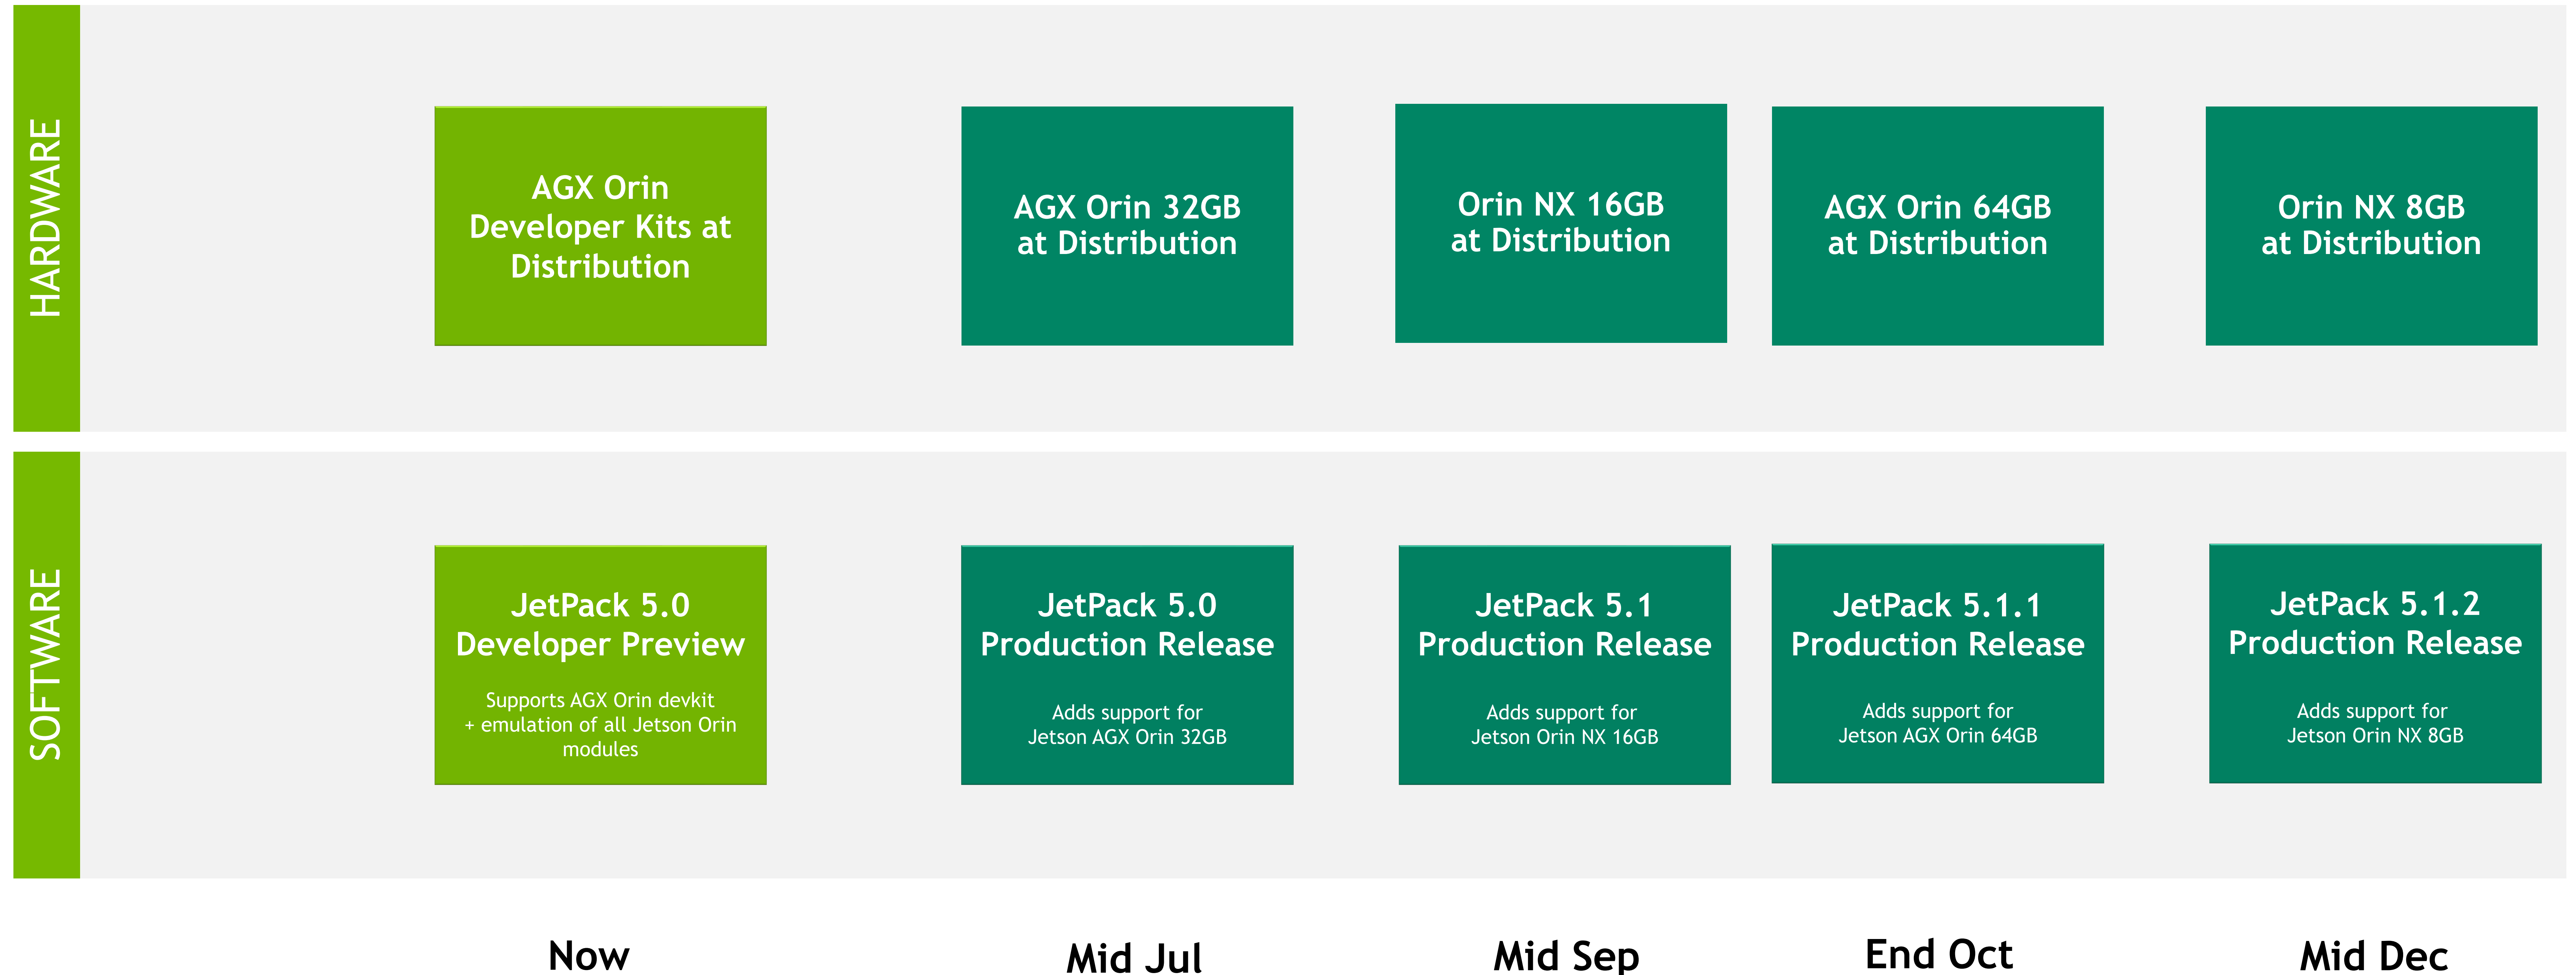 HARDWARE
AGX Orin
Developer Kits at
Distribution
AGX Orin 32GB
at Distribution
Orin NX 16GB
at Distribution
AGX Orin 64GB
at Distribution
Orin NX 8GB
at Distribution
SOFTWARE
JetPack 5.0
Developer Preview
Supports AGX Orin devkit
+ emulation of all Jetson Orin
modules
JetPack 5.0
Production Release
Adds support for
Jetson AGX Orin 32GB
JetPack 5.1
Production Release
Adds support for
Jetson Orin NX 16GB
JetPack 5.1.1
Production Release
Adds support for
Jetson AGX Orin 64GB
JetPack 5.1.2
Production Release
Adds support for
Jetson Orin NX 8GB
Now
Mid Jul
Mid Sep
End Oct
Mid Dec